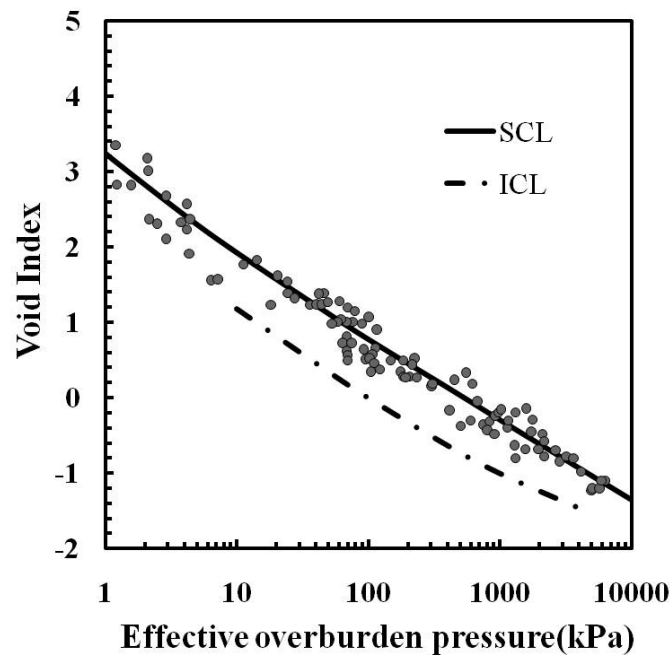 5
4
SCL
3
ICL
2
1
0
-1
-2
1 10 100 1000 10000
Void Index
Effective overburden pressure(kPa)